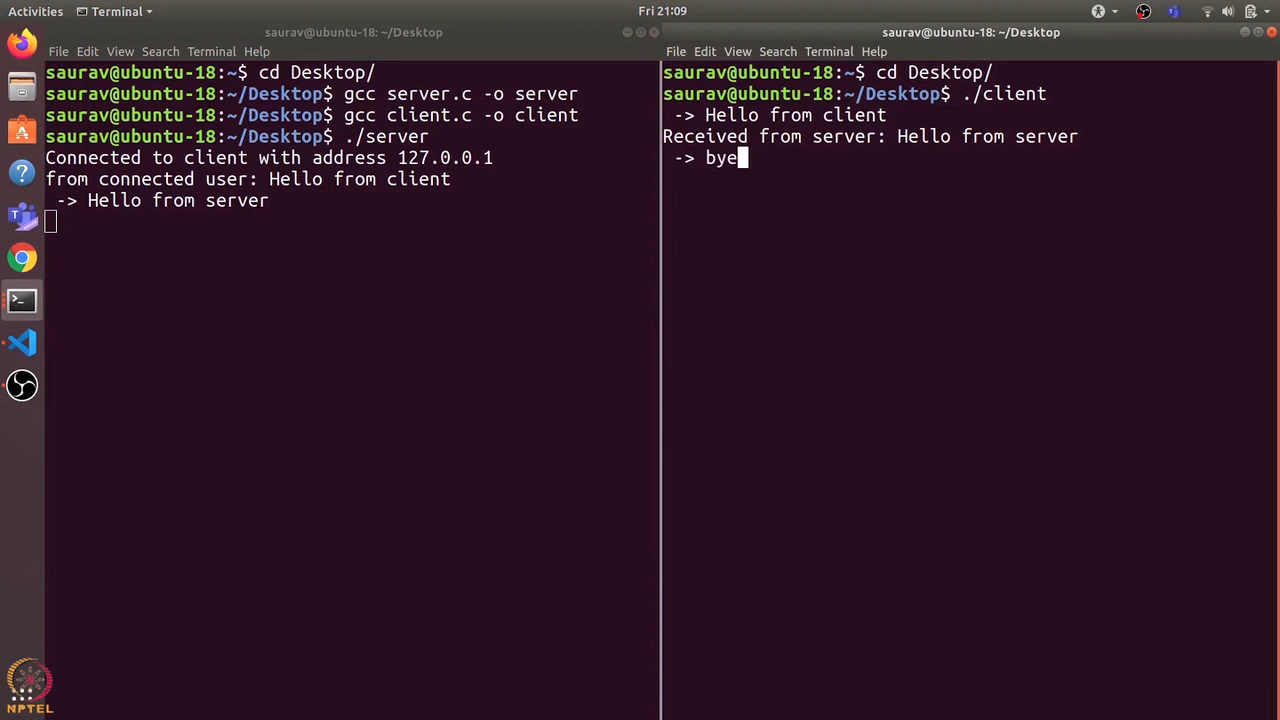 Activities Terminal Fri 21:09
saurav@ubuntu-18: ~/Desktop
File Edit View Search Terminal Help
saurav@ubuntu-18:~$ cd Desktop/
saurav@ubuntu-18:~/Desktop$ gcc server.c -o server
saurav@ubuntu-18:~/Desktop$ gcc client.c -o client
saurav@ubuntu-18:~/Desktop$ ./server
Connected to client with address 127.0.0.1
from connected user: Hello from client
-> Hello from server
saurav@ubuntu-18: ~/Desktop
File Edit View Search Terminal Help
saurav@ubuntu-18:~$ cd Desktop/
saurav@ubuntu-18:~/Desktop$ ./client
-> Hello from client
Received from server: Hello from server
-> bye
NPTEL